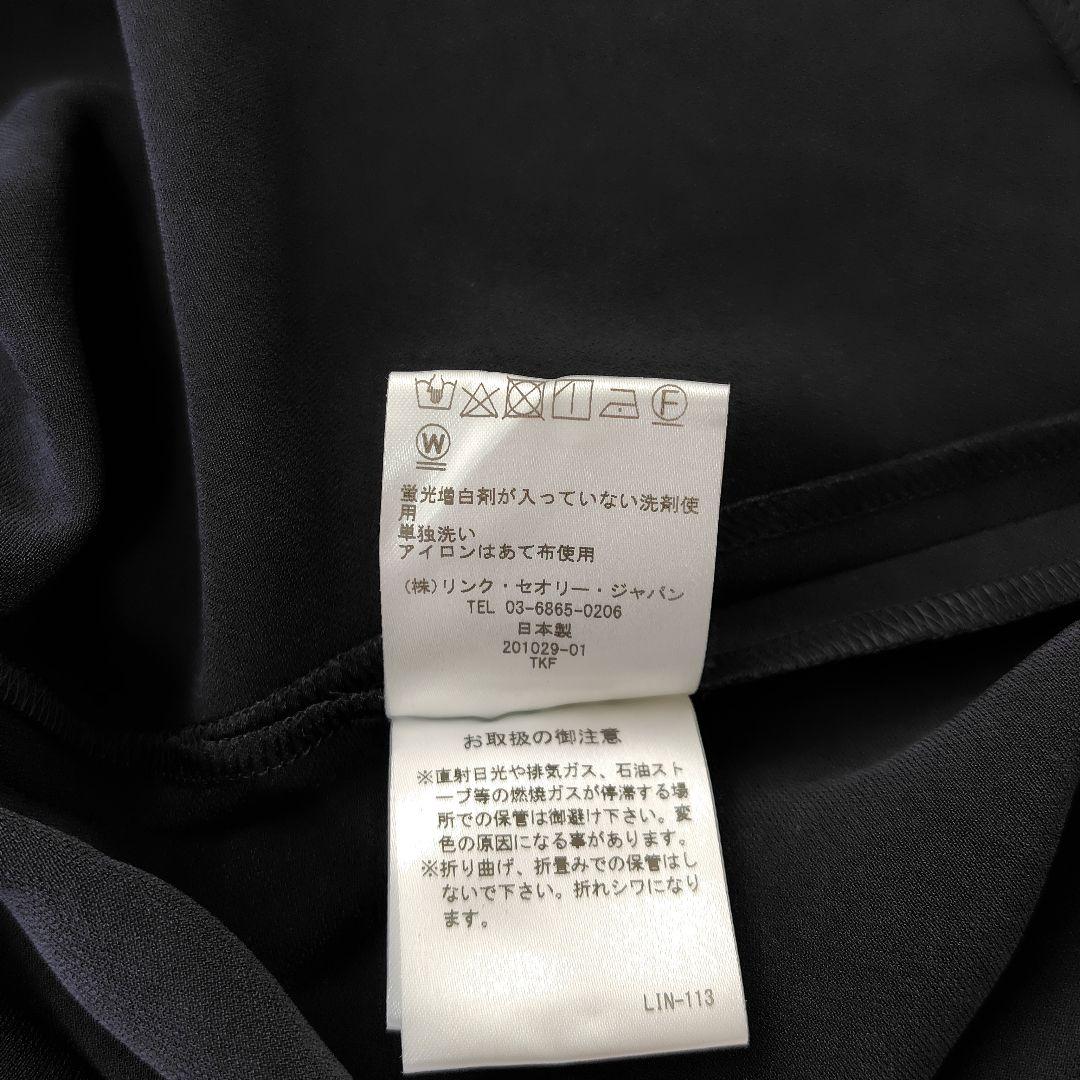 F
W
蛍光増白剤が入っていない洗剤使
用
単独洗い
アイロンはあて布使用
(株)リンク・セオリー・ジャパン
TEL 03-6865-0206
日本製
201029-01
TKF
お取扱の御注意
※直射日光や排気ガス、石油スト
ーブ等の燃焼ガスが停滞する場
所での保管は御避け下さい。変
色の原因になる事があります。
※折り曲げ、折畳みでの保管はし
ないで下さい。折れシワになり
ます。
LIN-113